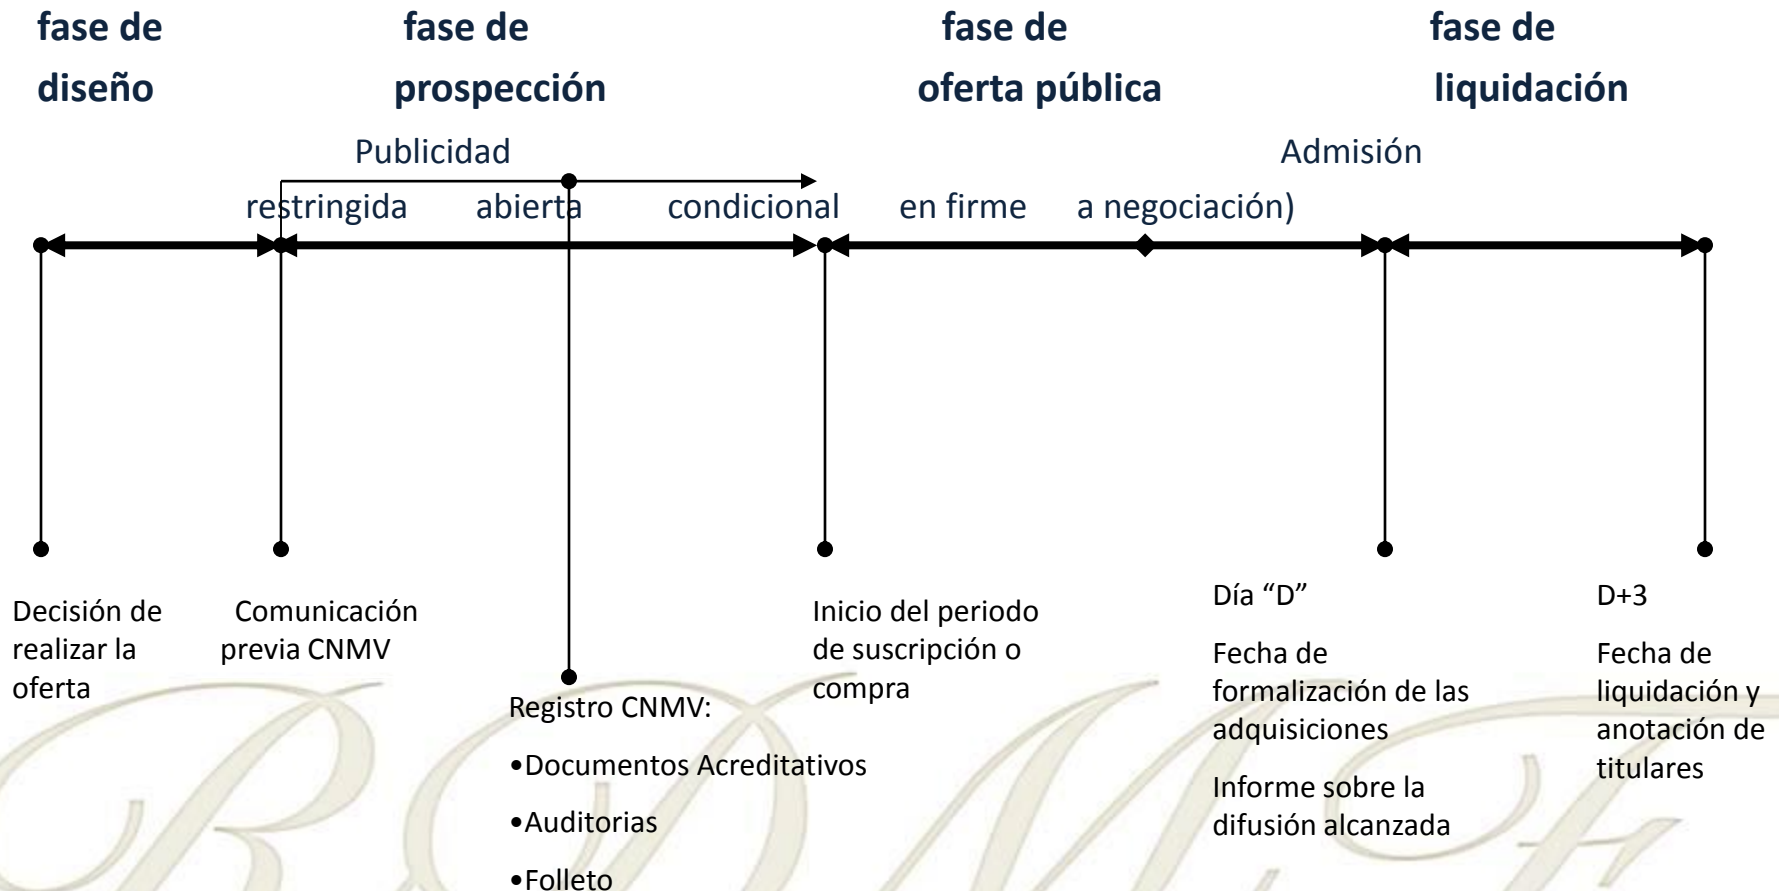 fase de fase de fase de fase de
diseño prospección oferta pública liquidación
Publicidad Admisión
restringida abierta condicional en firme a negociación)
Decisión de
realizar la
oferta
Comunicación
previa CNMV
Registro CNMV:
•Documentos Acreditativos
•Auditorias
•Folleto
Inicio del periodo
de suscripción o
compra
Día “D”
Fecha de
formalización de las
adquisiciones
Informe sobre la
difusión alcanzada
D+3
Fecha de
liquidación y
anotación de
titulares